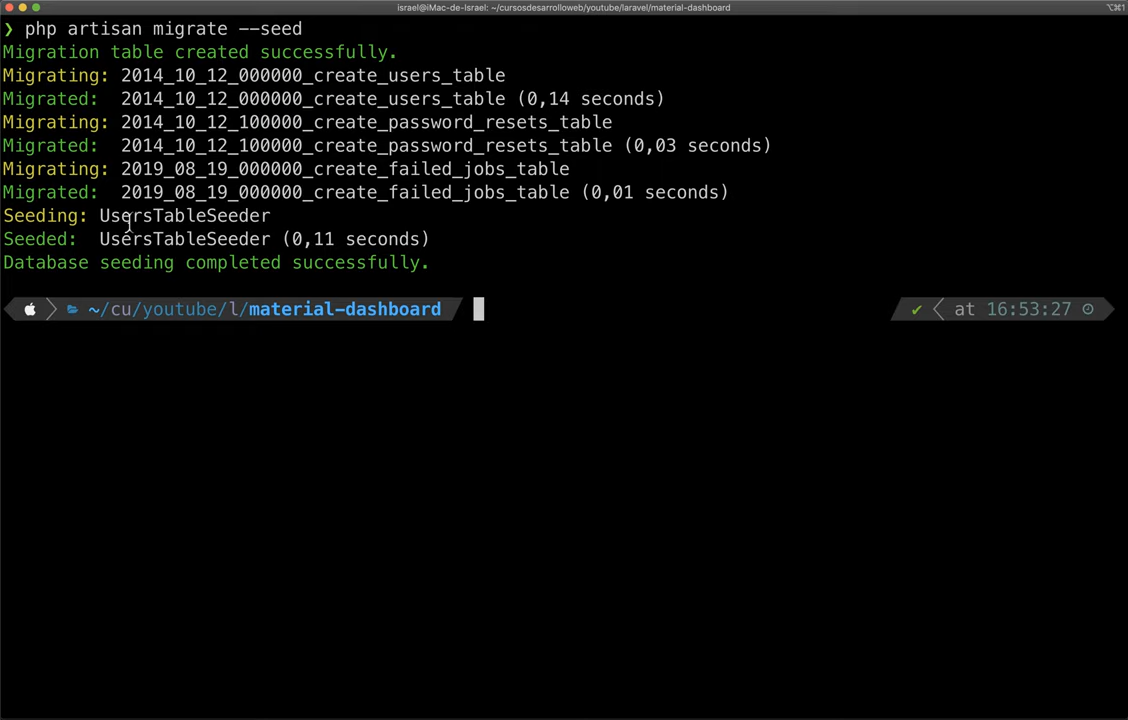 israel@iMac-de-Israel: ~/cursosdesarrolloweb/youtube/laravel/material-dashboard ⌥⌘1
❯ php artisan migrate --seed
Migration table created successfully.
Migrating: 2014_10_12_000000_create_users_table
Migrated:  2014_10_12_000000_create_users_table (0,14 seconds)
Migrating: 2014_10_12_100000_create_password_resets_table
Migrated:  2014_10_12_100000_create_password_resets_table (0,03 seconds)
Migrating: 2019_08_19_000000_create_failed_jobs_table
Migrated:  2019_08_19_000000_create_failed_jobs_table (0,01 seconds)
Seeding: UsersTableSeeder
Seeded:  UsersTableSeeder (0,11 seconds)
Database seeding completed successfully.
~/cu/youtube/l/material-dashboard ✔ at 16:53:27